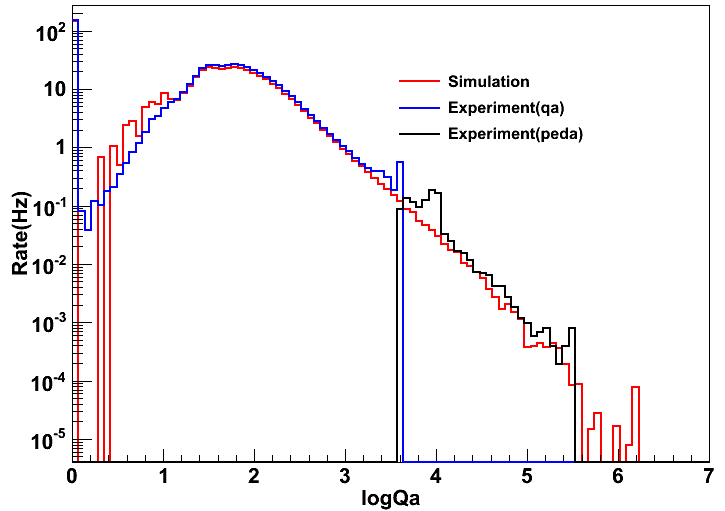 Rate(Hz)
10²
10
1
10⁻¹
10⁻²
10⁻³
10⁻⁴
10⁻⁵
Simulation
Experiment(qa)
Experiment(peda)
0 1 2 3 4 5 6 7
logQa